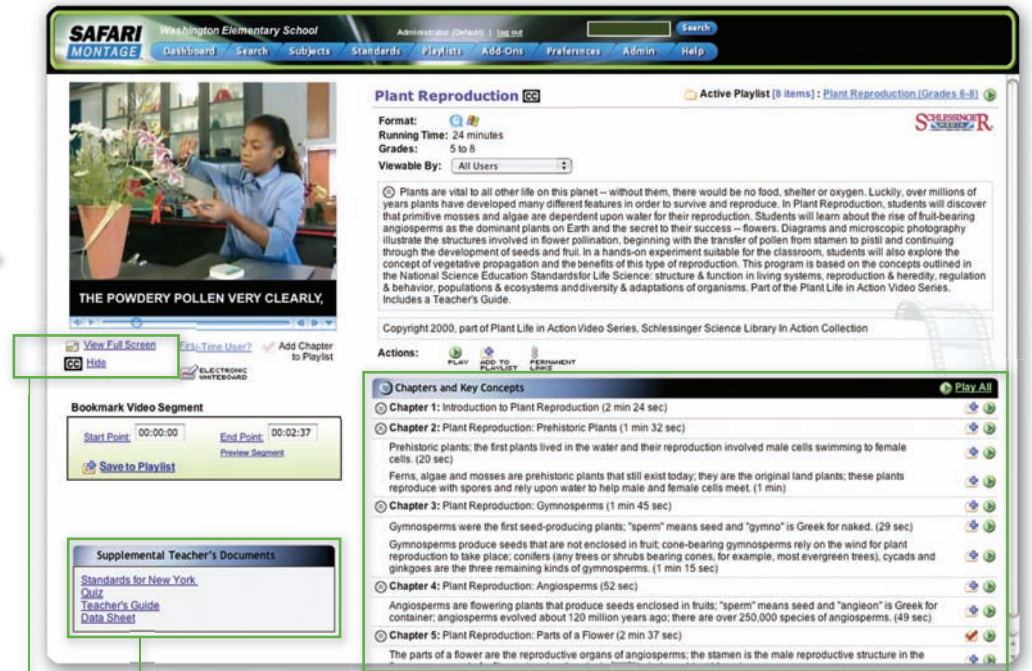 SAFARI
MONTAGE
Washington Elementary School
Administrator (Default) | log out
Search
Dashboard Search Subjects Standards Playlists Add-Ons Preferences Admin Help
THE POWDERY POLLEN VERY CLEARLY,
View Full Screen
CC Hide
First-Time User?
Add Chapter
to Playlist
ELECTRONIC
WHITEBOARD
Bookmark Video Segment
Start Point: 00:00:00 End Point: 00:02:37
Preview Segment
Save to Playlist
Supplemental Teacher's Documents
Standards for New York
Quiz
Teacher's Guide
Data Sheet
Plant Reproduction CC
Active Playlist [8 items] : Plant Reproduction (Grades 6-8)
SCHLESSINGER
MEDIA
Format:
Running Time: 24 minutes
Grades: 5 to 8
Viewable By: All Users
Plants are vital to all other life on this planet -- without them, there would be no food, shelter or oxygen. Luckily, over millions of
years plants have developed many different features in order to survive and reproduce. In Plant Reproduction, students will discover
that primitive mosses and algae are dependent upon water for their reproduction. Students will learn about the rise of fruit-bearing
angiosperms as the dominant plants on Earth and the secret to their success -- flowers. Diagrams and microscopic photography
illustrate the structures involved in flower pollination, beginning with the transfer of pollen from stamen to pistil and continuing
through the development of seeds and fruit. In a hands-on experiment suitable for the classroom, students will also explore the
concept of vegetative propagation and the benefits of this type of reproduction. This program is based on the concepts outlined in
the National Science Education Standardsfor Life Science: structure & function in living systems, reproduction & heredity, regulation
& behavior, populations & ecosystems anddiversity & adaptations of organisms. Part of the Plant Life in Action Video Series.
Includes a Teacher's Guide.
Copyright 2000, part of Plant Life in Action Video Series, Schlessinger Science Library In Action Collection
Actions:
PLAY
ADD TO
PLAYLIST
PERMANENT
LINKS
Chapters and Key Concepts Play All
Chapter 1: Introduction to Plant Reproduction (2 min 24 sec)
Chapter 2: Plant Reproduction: Prehistoric Plants (1 min 32 sec)
Prehistoric plants; the first plants lived in the water and their reproduction involved male cells swimming to female
cells. (20 sec)
Ferns, algae and mosses are prehistoric plants that still exist today; they are the original land plants; these plants
reproduce with spores and rely upon water to help male and female cells meet. (1 min)
Chapter 3: Plant Reproduction: Gymnosperms (1 min 45 sec)
Gymnosperms were the first seed-producing plants; "sperm" means seed and "gymno" is Greek for naked. (29 sec)
Gymnosperms produce seeds that are not enclosed in fruit; cone-bearing gymnosperms rely on the wind for plant
reproduction to take place; conifers (any trees or shrubs bearing cones, for example, most evergreen trees), cycads and
ginkgoes are the three remaining kinds of gymnosperms. (1 min 15 sec)
Chapter 4: Plant Reproduction: Angiosperms (52 sec)
Angiosperms are flowering plants that produce seeds enclosed in fruits; "sperm" means seed and "angieon" is Greek for
container; angiosperms evolved about 120 million years ago; there are over 250,000 species of angiosperms. (49 sec)
Chapter 5: Plant Reproduction: Parts of a Flower (2 min 37 sec)
The parts of a flower are the reproductive organs of angiosperms; the stamen is the male reproductive structure in the